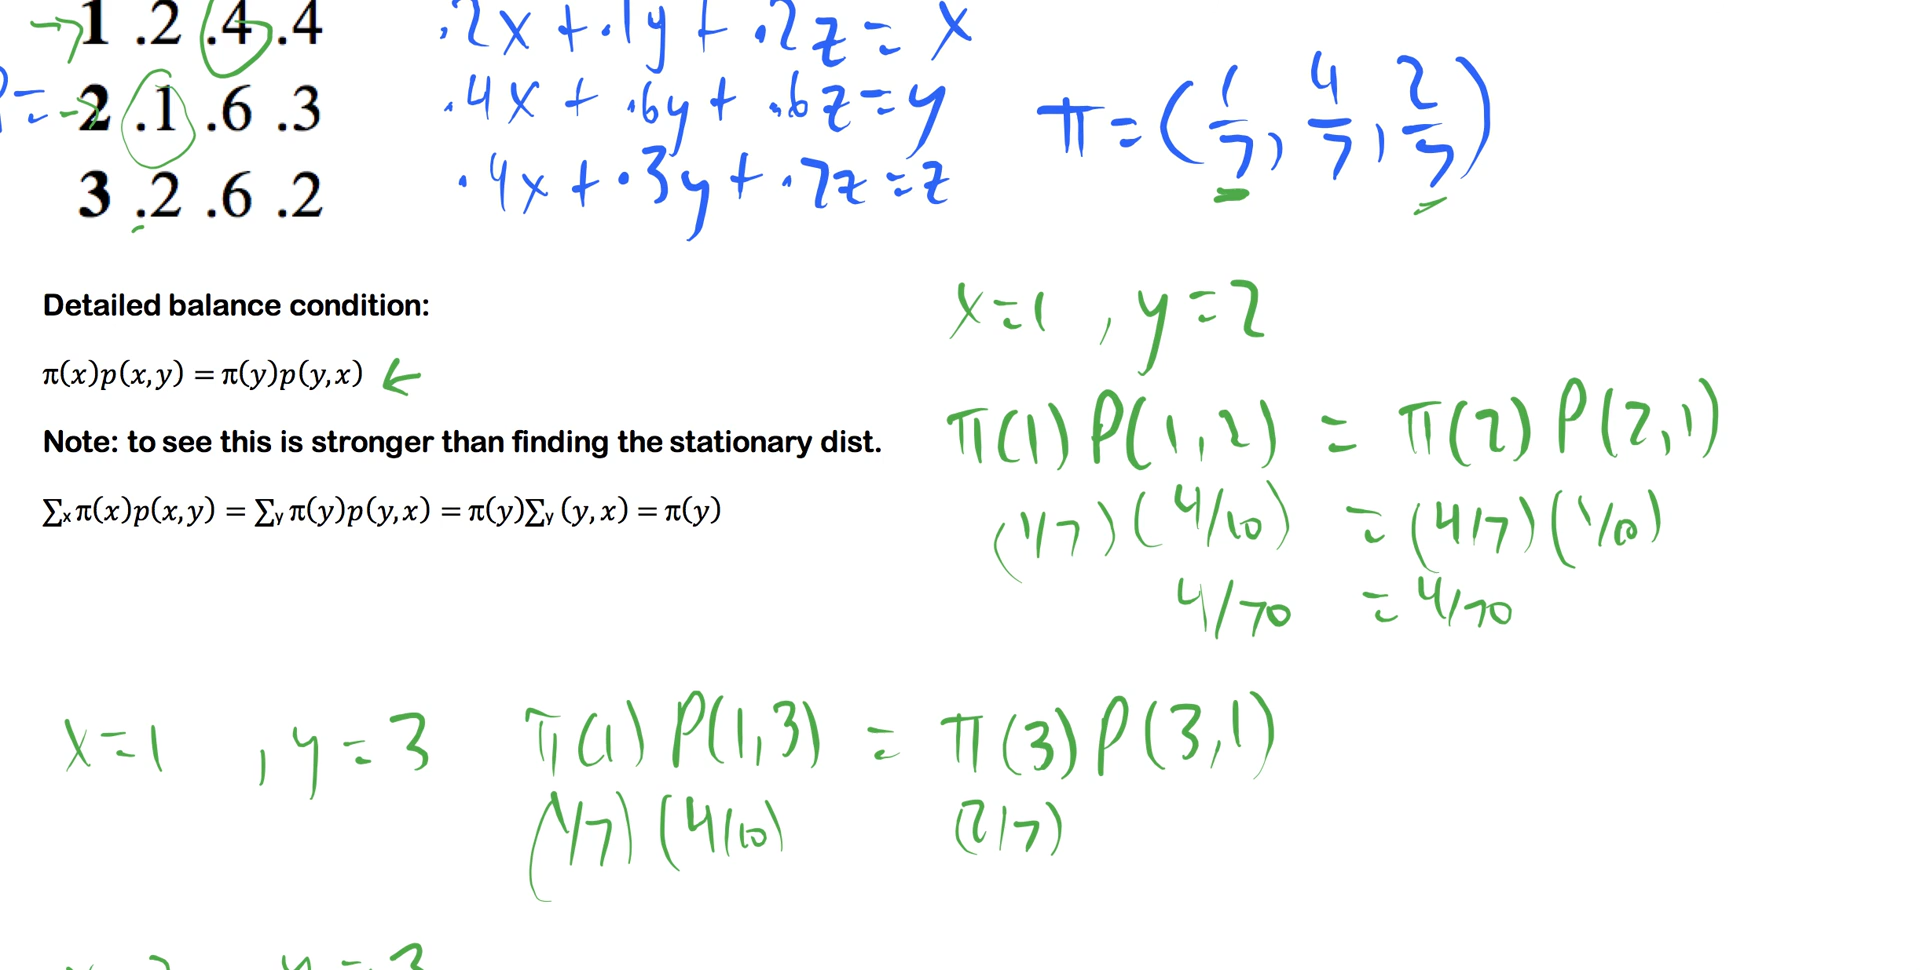 →1 .2 .4 .4
.2x + .1y + .2z = x
P = →2 .1 .6 .3
.4x + .6y + .6z = y
π = (1/7, 4/7, 2/7)
3 .2 .6 .2
.4x + .3y + .2z = z
Detailed balance condition:
x=1 , y=2
π(x)p(x,y) = π(y)p(y,x) ←
π(1) P(1,2) = π(2) P(2,1)
Note: to see this is stronger than finding the stationary dist.
∑ₓ π(x)p(x,y) = ∑ᵧ π(y)p(y,x) = π(y)∑ᵧ (y,x) = π(y)
(1/7)(4/10) = (4/7)(1/10)
4/70 = 4/70
x=1 , y=3 π(1) P(1,3) = π(3) P(3,1)
(1/7)(4/10) (2/7)
y = 3